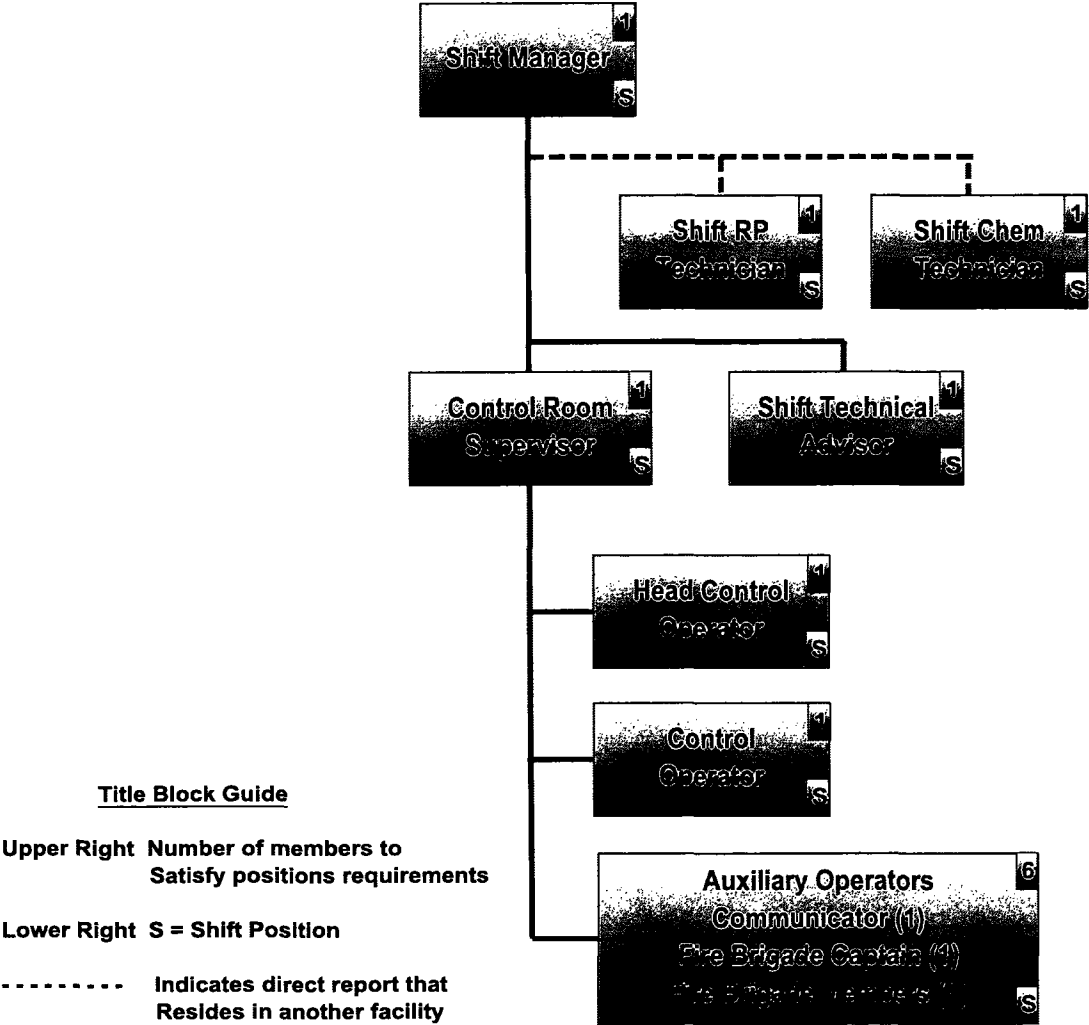 1
Shift Manager
S
1
Shift RP
Technician
S
1
Shift Chem
Technician
S
1
Control Room
Supervisor
S
1
Shift Technical
Advisor
S
1
Head Control
Operator
S
1
Control
Operator
S
Title Block Guide
Upper Right Number of members to
Satisfy positions requirements
Lower Right S = Shift Position
Indicates direct report that
Resides in another facility
6
Auxiliary Operators
Communicator (1)
Fire Brigade Captain (1)
Fire Brigade Members
S